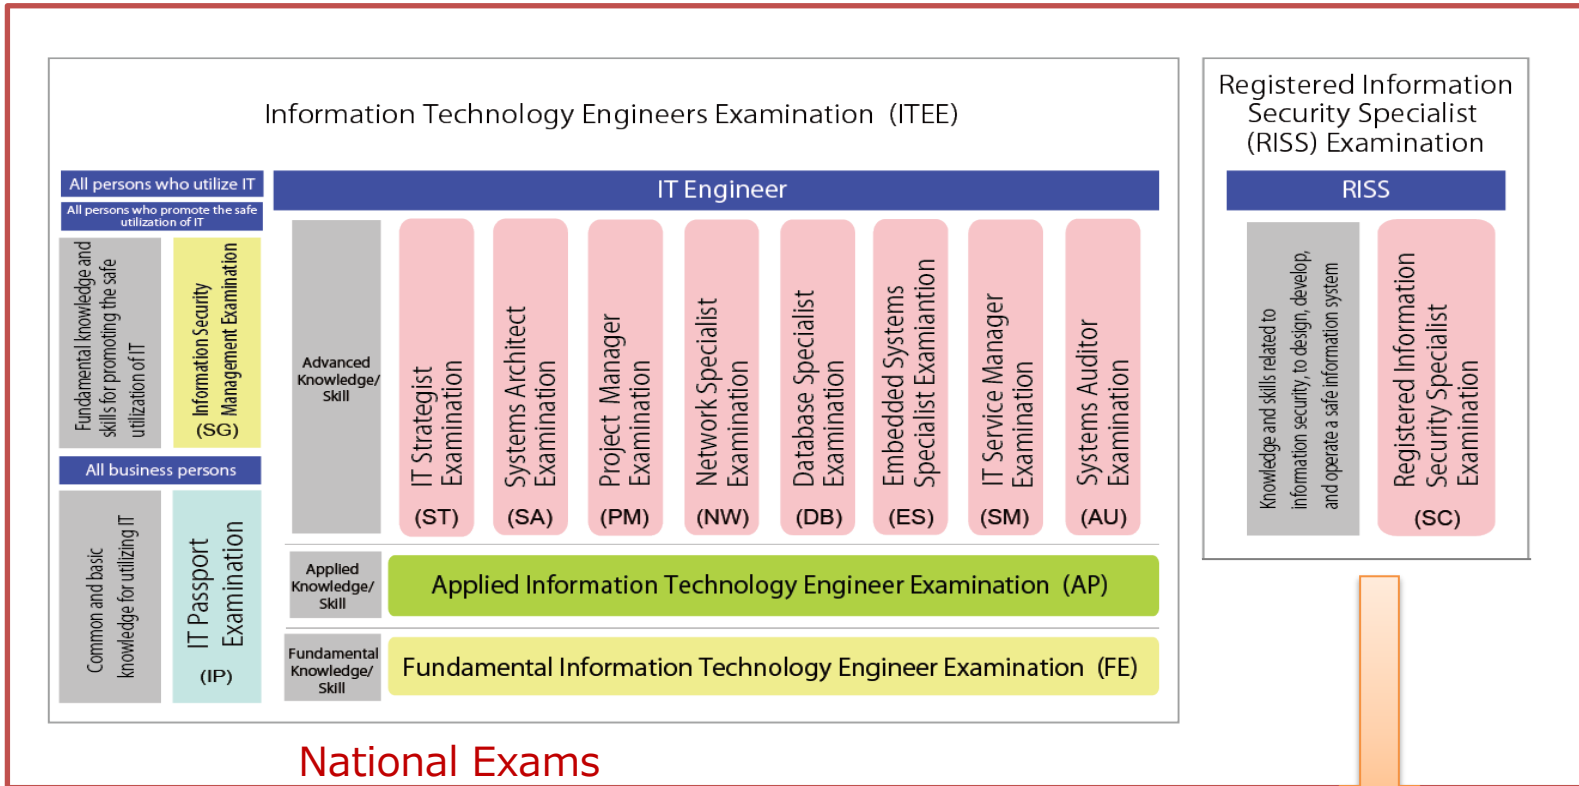 Information Technology Engineers Examination (ITEE)
All persons who utilize IT
All persons who promote the safe
utilization of IT
Fundamental knowledge and
skills for promoting the safe
utilization of IT
Information Security
Management Examination
(SG)
All business persons
Common and basic
knowledge for utilizing IT
IT Passport
Examination
(IP)
IT Engineer
Advanced
Knowledge/
Skill
IT Strategist
Examination
(ST)
Systems Architect
Examination
(SA)
Project Manager
Examination
(PM)
Network Specialist
Examination
(NW)
Database Specialist
Examination
(DB)
Embedded Systems
Specialist Examiantion
(ES)
IT Service Manager
Examination
(SM)
Systems Auditor
Examination
(AU)
Applied
Knowledge/
Skill
Applied Information Technology Engineer Examination (AP)
Fundamental
Knowledge/
Skill
Fundamental Information Technology Engineer Examination (FE)
Registered Information
Security Specialist
(RISS) Examination
RISS
Knowledge and skills related to
information security, to design, develop,
and operate a safe information system
Registered Information
Security Specialist
Examination
(SC)
National Exams